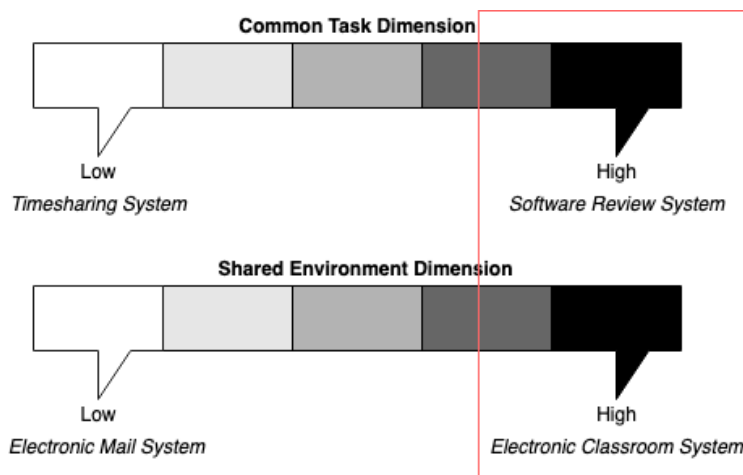 Common Task Dimension
Low
High
Timesharing System
Software Review System
Shared Environment Dimension
Low
High
Electronic Mail System
Electronic Classroom System